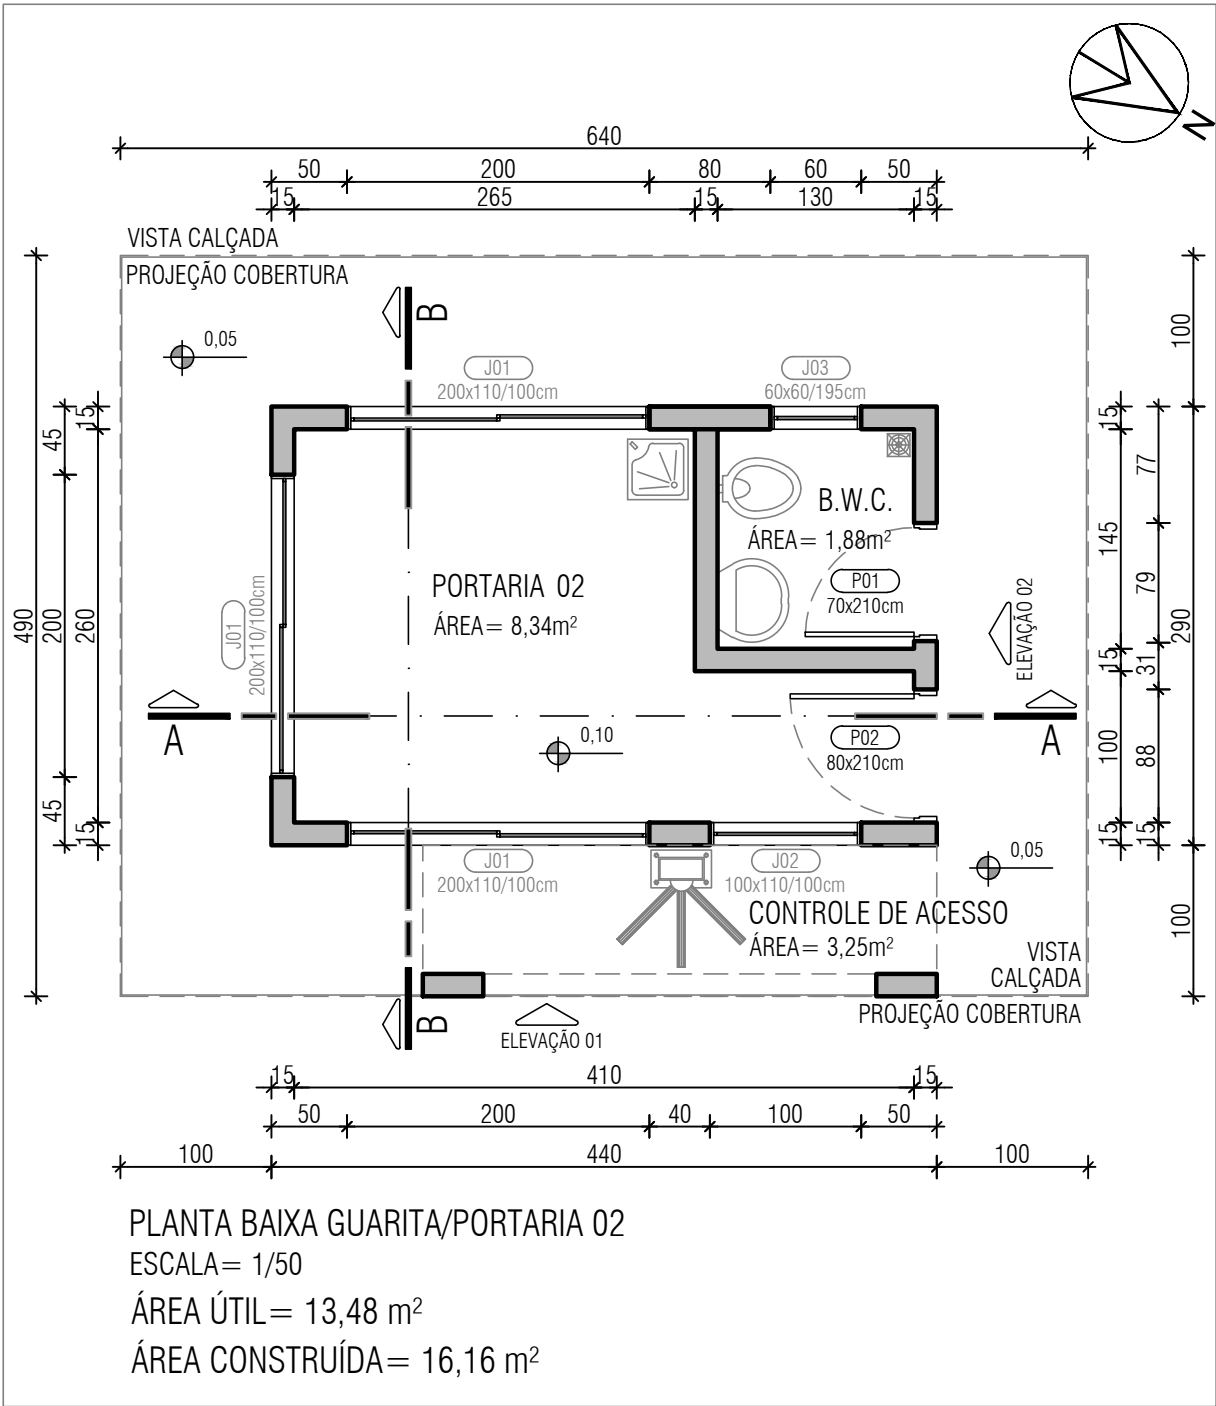 N
640
50 200 80 60 50
15 265 15 130 15
VISTA CALÇADA
PROJEÇÃO COBERTURA
B
0,05
J01
200x110/100cm
J03
60x60/195cm
490
45
200
45
15
260
15
100
290
100
15
145
15
100
15
77
79
31
88
15
B.W.C.
ÁREA= 1,88m²
P01
70x210cm
PORTARIA 02
ÁREA= 8,34m²
J01
200x110/100cm
ELEVAÇÃO 02
A
A
0,10
P02
80x210cm
J01
200x110/100cm
J02
100x110/100cm
0,05
CONTROLE DE ACESSO
ÁREA= 3,25m²
VISTA
CALÇADA
PROJEÇÃO COBERTURA
B
ELEVAÇÃO 01
15 410 15
50 200 40 100 50
100 440 100
PLANTA BAIXA GUARITA/PORTARIA 02
ESCALA= 1/50
ÁREA ÚTIL= 13,48 m²
ÁREA CONSTRUÍDA= 16,16 m²